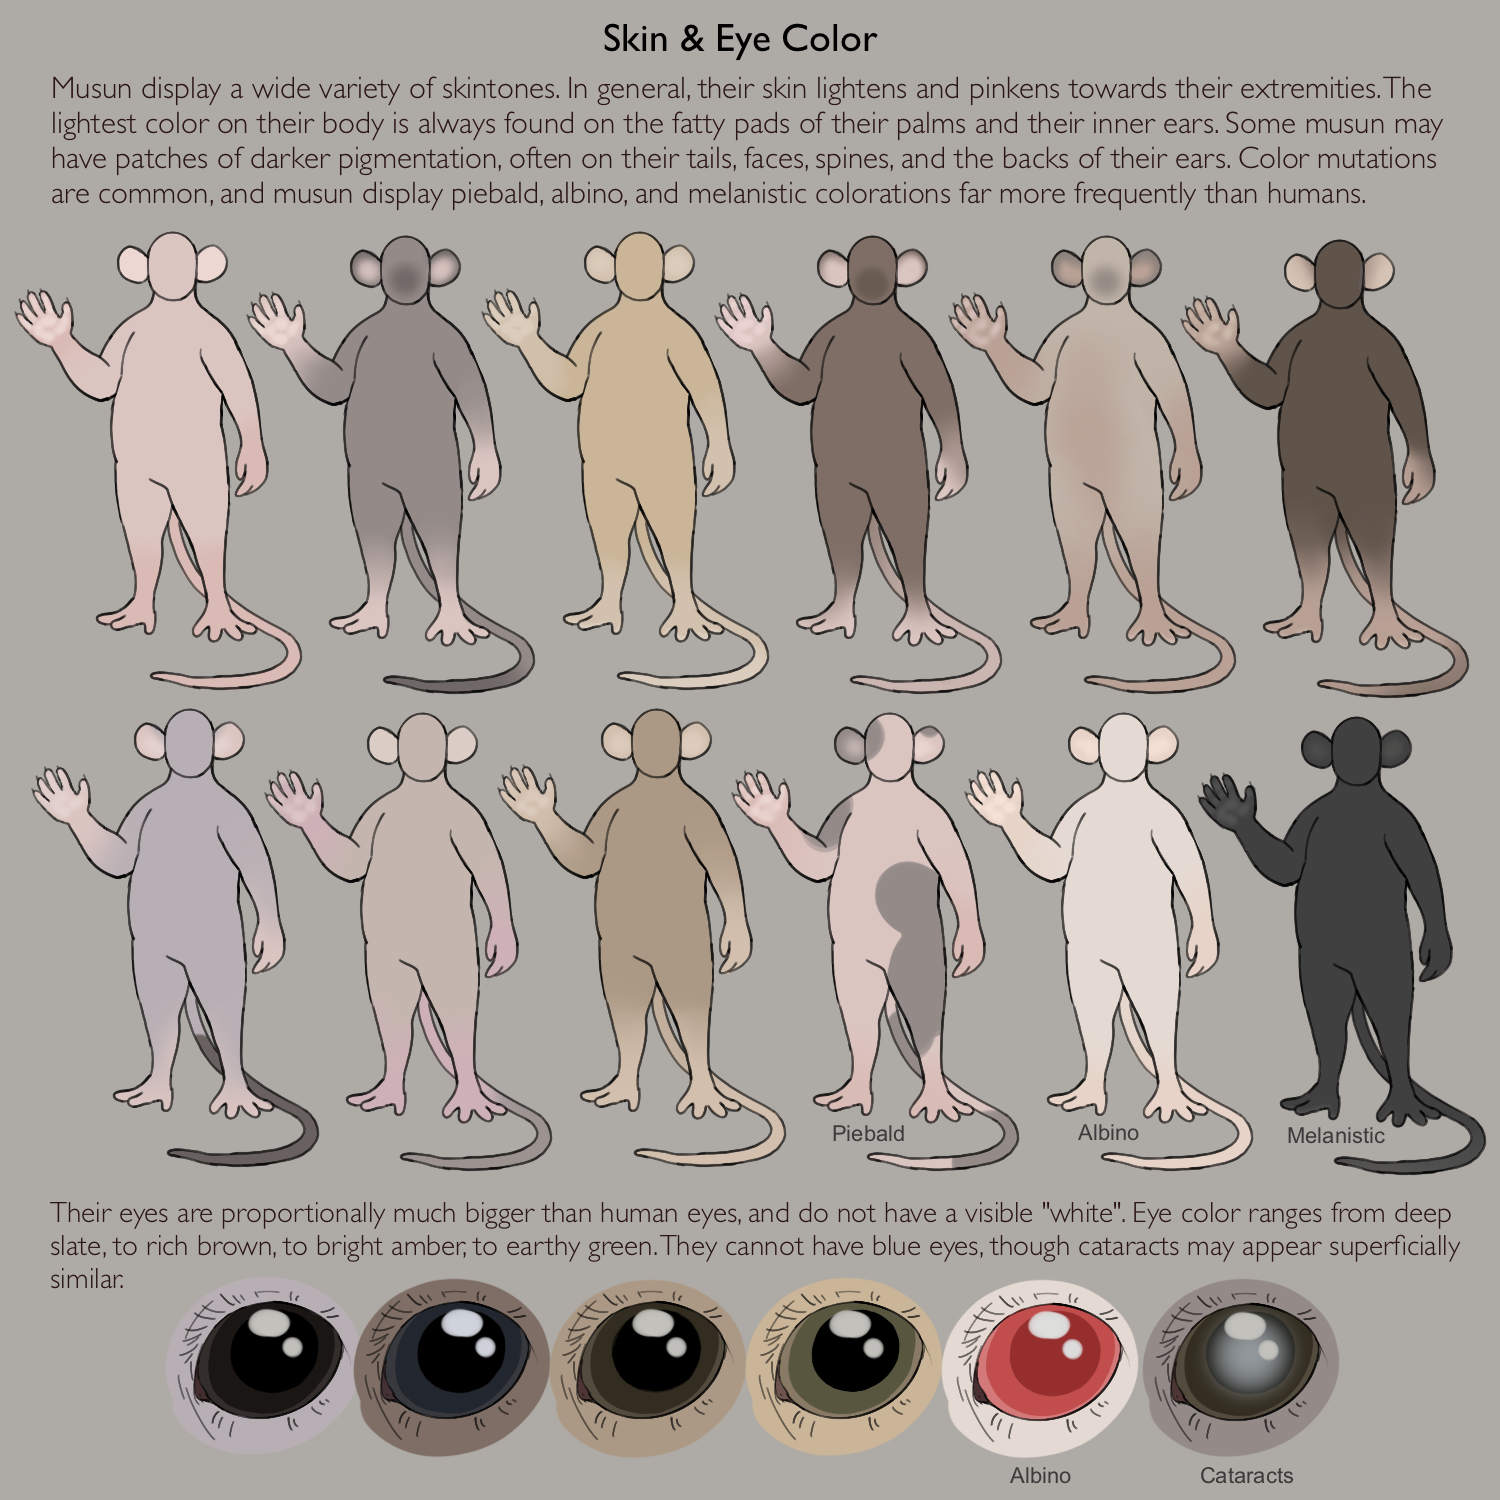 Skin & Eye Color
Musun display a wide variety of skintones. In general, their skin lightens and pinkens towards their extremities. The
lightest color on their body is always found on the fatty pads of their palms and their inner ears. Some musun may
have patches of darker pigmentation, often on their tails, faces, spines, and the backs of their ears. Color mutations
are common, and musun display piebald, albino, and melanistic colorations far more frequently than humans.
Piebald
Albino
Melanistic
Their eyes are proportionally much bigger than human eyes, and do not have a visible "white". Eye color ranges from deep
slate, to rich brown, to bright amber, to earthy green. They cannot have blue eyes, though cataracts may appear superficially
similar.
Albino
Cataracts